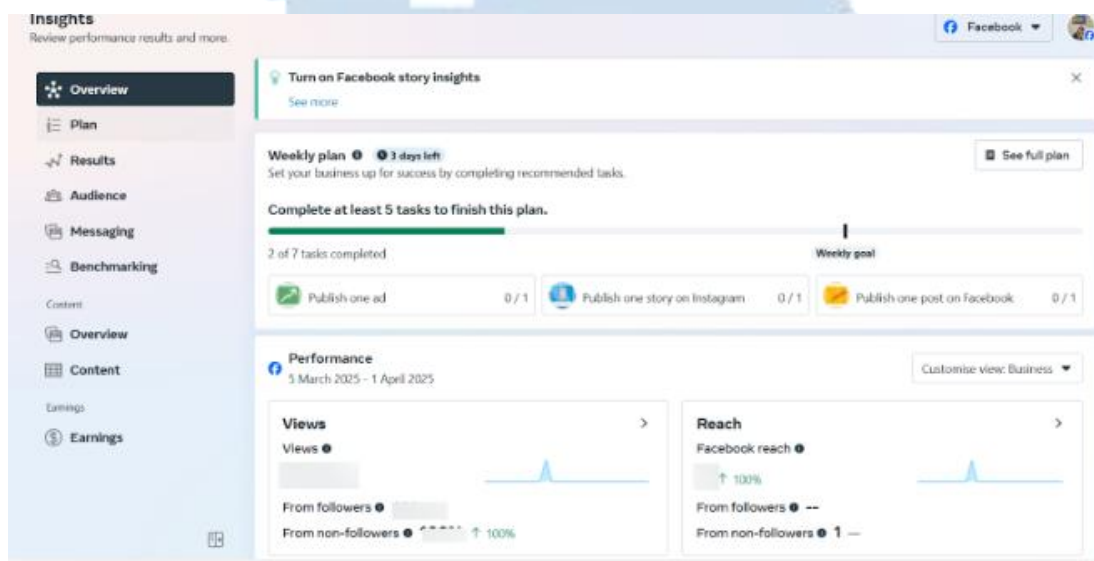 Insights
Review performance results and more.
Facebook
Overview
Plan
Results
Audience
Messaging
Benchmarking
Content
Overview
Content
Earnings
Earnings
Turn on Facebook story insights
See more
Weekly plan 3 days left
See full plan
Set your business up for success by completing recommended tasks.
Complete at least 5 tasks to finish this plan.
2 of 7 tasks completed
Weekly goal
Publish one ad 0 / 1
Publish one story on Instagram 0 / 1
Publish one post on Facebook 0 / 1
Performance
5 March 2025 – 1 April 2025
Customise view: Business
Views
Views
From followers
From non-followers ↑ 100%
Reach
Facebook reach
↑ 100%
From followers --
From non-followers 1 —